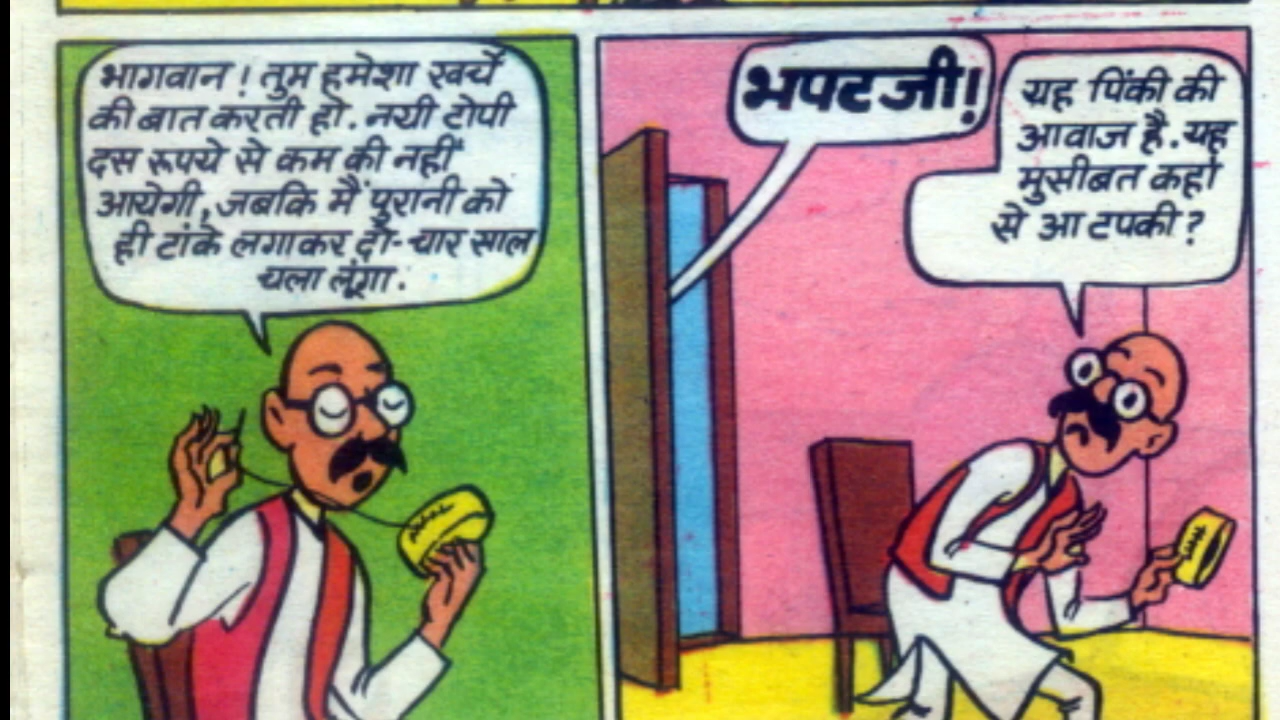 भागवान ! तुम हमेशा खर्चे
की बात करती हो. नयी टोपी
दस रूपये से कम की नहीं
आयेगी, जबकि मैं पुरानी को
ही टांके लगाकर दो-चार साल
चला लूंगा.
भपटजी!
यह पिंकी की
आवाज है. यह
मुसीबत कहां
से आ टपकी ?